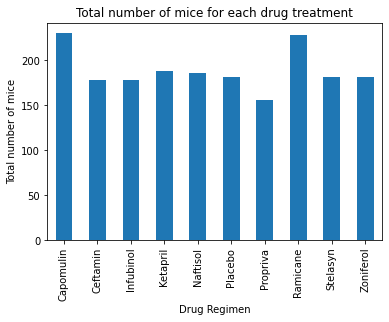 Total number of mice for each drug treatment
Total number of mice
200
150
100
50
0
Capomulin
Ceftamin
Infubinol
Ketapril
Naftisol
Placebo
Propriva
Ramicane
Stelasyn
Zoniferol
Drug Regimen